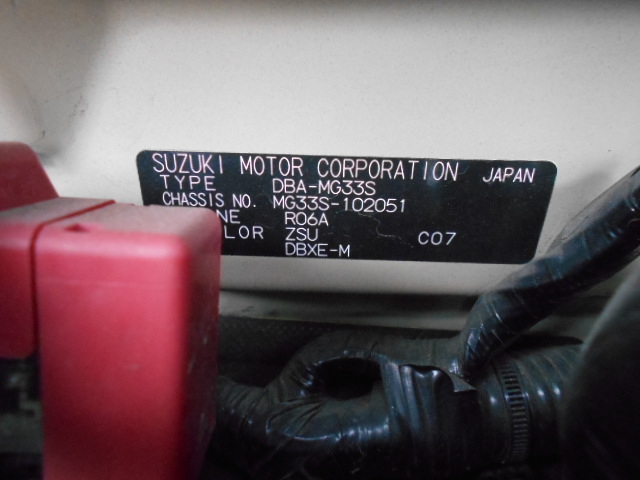 SUZUKI MOTOR CORPORATION JAPAN
TYPE DBA-MG33S
CHASSIS NO. MG33S-102051
NE R06A
LOR ZSU C07
DBXE-M